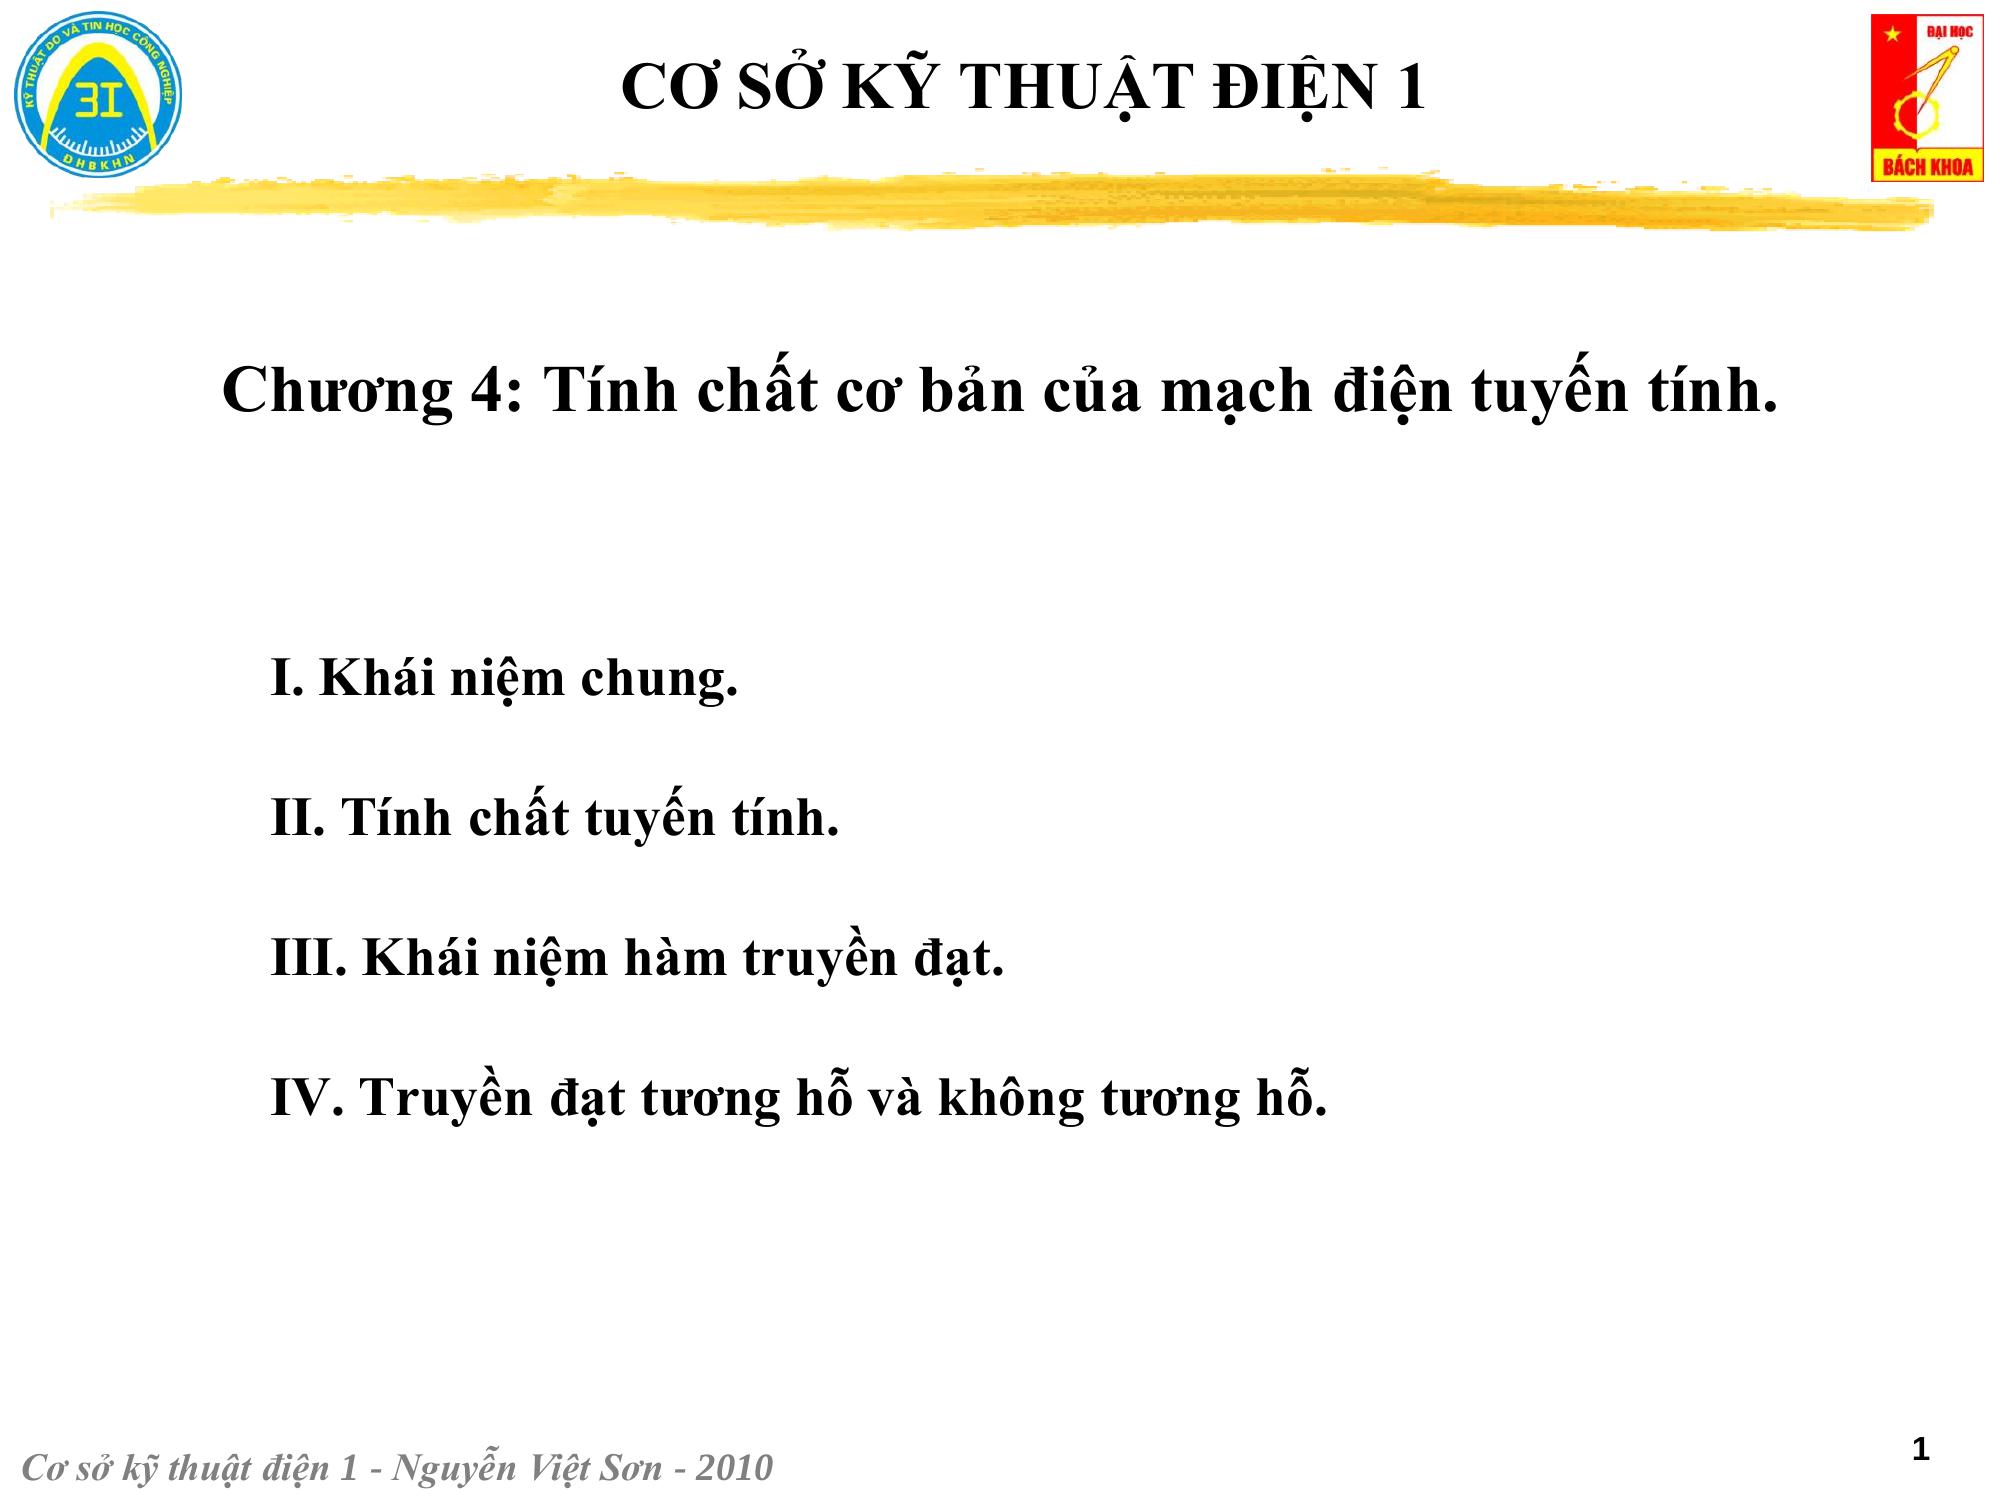 KỸ THUẬT ĐO VÀ TIN HỌC CÔNG NGHIỆP
3I
ĐHBKHN
CƠ SỞ KỸ THUẬT ĐIỆN 1
ĐẠI HỌC
BÁCH KHOA
Chương 4: Tính chất cơ bản của mạch điện tuyến tính.
I. Khái niệm chung.
II. Tính chất tuyến tính.
III. Khái niệm hàm truyền đạt.
IV. Truyền đạt tương hỗ và không tương hỗ.
Cơ sở kỹ thuật điện 1 - Nguyễn Việt Sơn - 2010
1